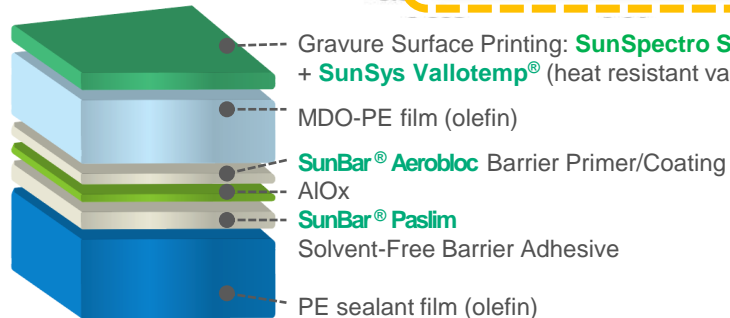 Gravure Surface Printing: SunSpectro S
+ SunSys Vallotemp® (heat resistant va
MDO-PE film (olefin)
SunBar® Aerobloc Barrier Primer/Coating
AlOx
SunBar® Paslim
Solvent-Free Barrier Adhesive
PE sealant film (olefin)